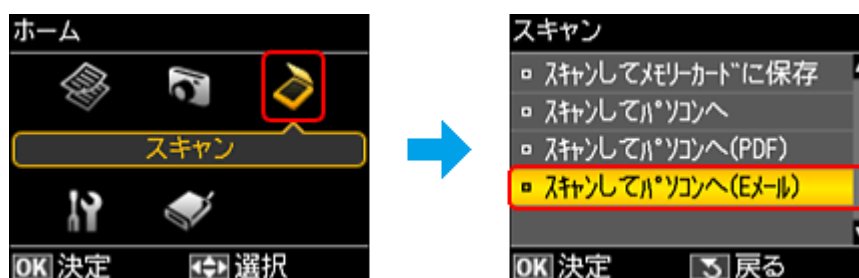 ホーム
スキャン
OK 決定 選択
スキャン
スキャンしてメモリーカードに保存
スキャンしてパソコンへ
スキャンしてパソコンへ(PDF)
スキャンしてパソコンへ(Eメール)
OK 決定 戻る